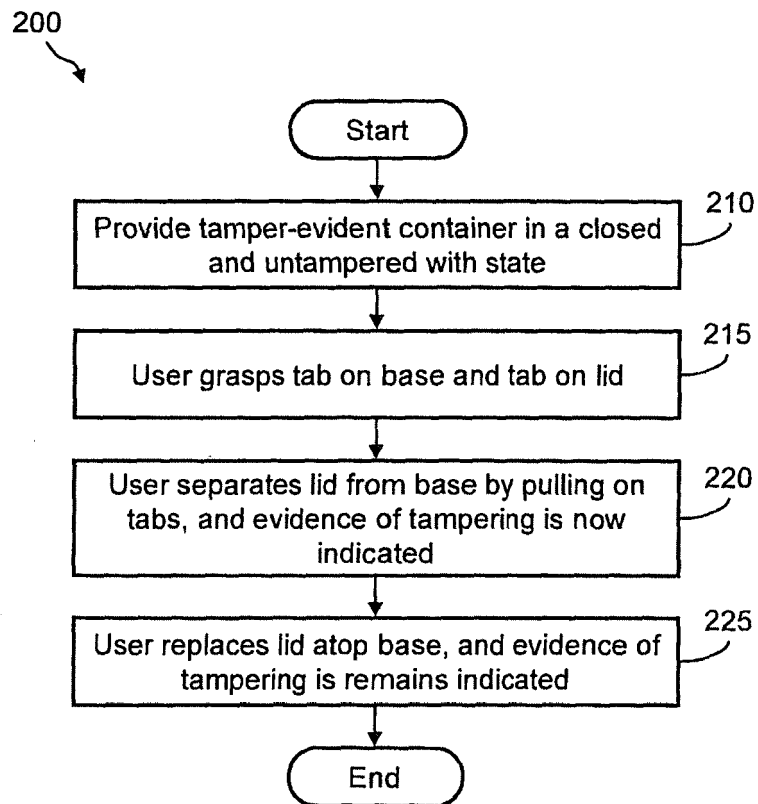 200
Start
210
Provide tamper-evident container in a closed
and untampered with state
215
User grasps tab on base and tab on lid
220
User separates lid from base by pulling on
tabs, and evidence of tampering is now
indicated
225
User replaces lid atop base, and evidence of
tampering is remains indicated
End